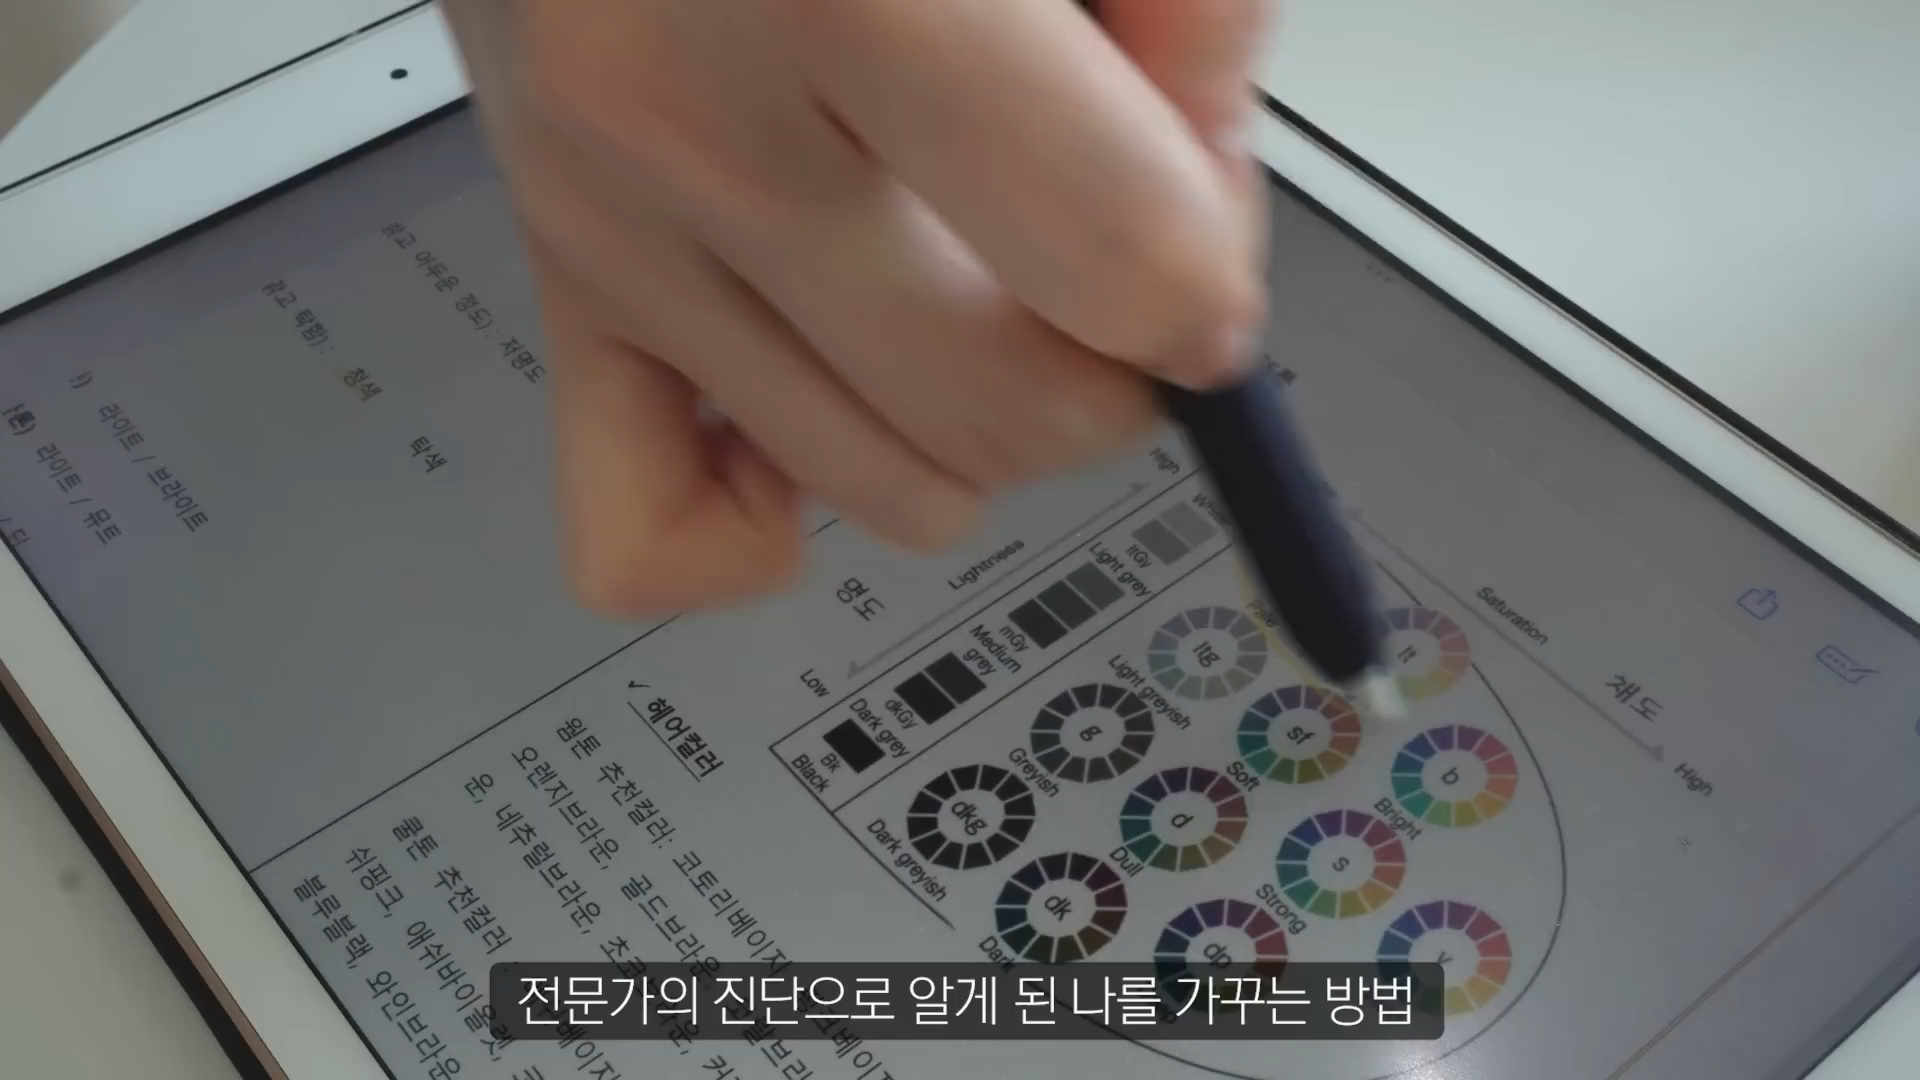 갈고 어두운 정도) : 저명도
탁함) : 청색
탁색
라이트 / 브라이트
라이트 / 뮤트
채도
Saturation
High
명도
Lightness
High
Low
White
ltGy
Light grey
mGy
Medium
grey
dkGy
Dark grey
Bk
Black
Pale
lt
ltg
Light greyish
sf
Soft
b
Bright
g
Greyish
d
Dull
s
Strong
dkg
Dark greyish
dk
Dark
dp
v
✓ 헤어컬러
웜톤 추천컬러: 코토리베이지
오렌지브라운, 골드브라운
운, 네추럴브라운,
쿨톤 추천컬러 :
쉬핑크, 애쉬바이올렛,
블루블랙, 와인브라운
전문가의 진단으로 알게 된 나를 가꾸는 방법